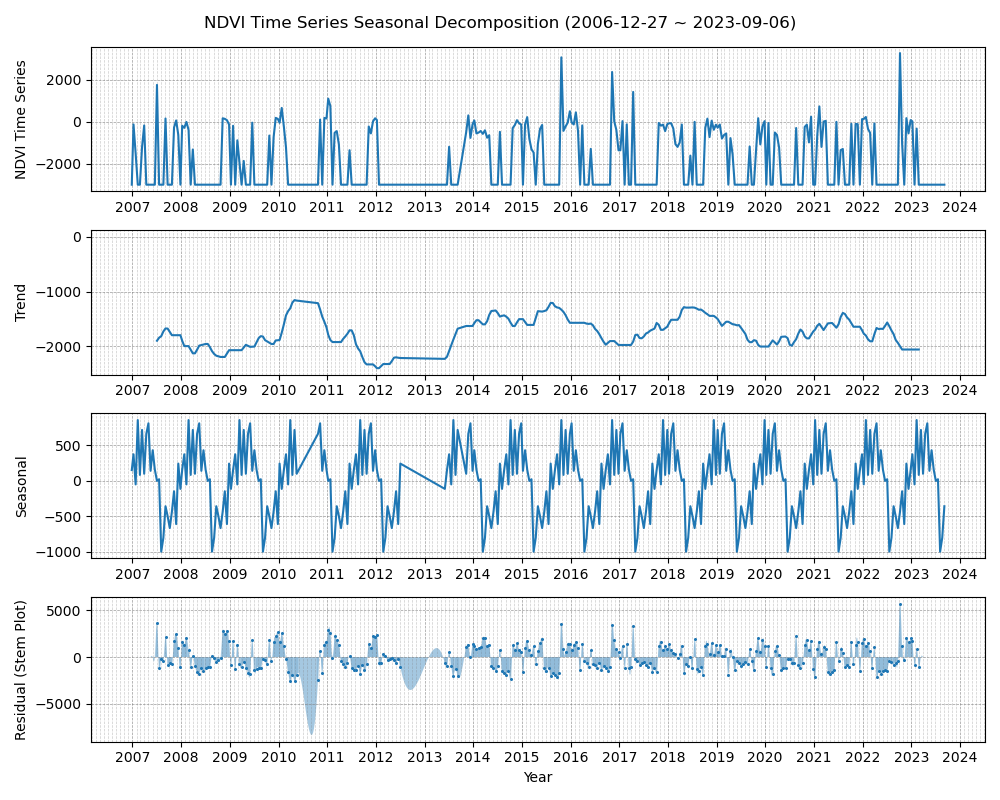 NDVI Time Series Seasonal Decomposition (2006-12-27 ~ 2023-09-06)
NDVI Time Series
2000
0
−2000
2007 2008 2009 2010 2011 2012 2013 2014 2015 2016 2017 2018 2019 2020 2021 2022 2023 2024
Trend
0
−1000
−2000
2007 2008 2009 2010 2011 2012 2013 2014 2015 2016 2017 2018 2019 2020 2021 2022 2023 2024
Seasonal
500
0
−500
−1000
2007 2008 2009 2010 2011 2012 2013 2014 2015 2016 2017 2018 2019 2020 2021 2022 2023 2024
Residual (Stem Plot)
5000
0
−5000
2007 2008 2009 2010 2011 2012 2013 2014 2015 2016 2017 2018 2019 2020 2021 2022 2023 2024
Year